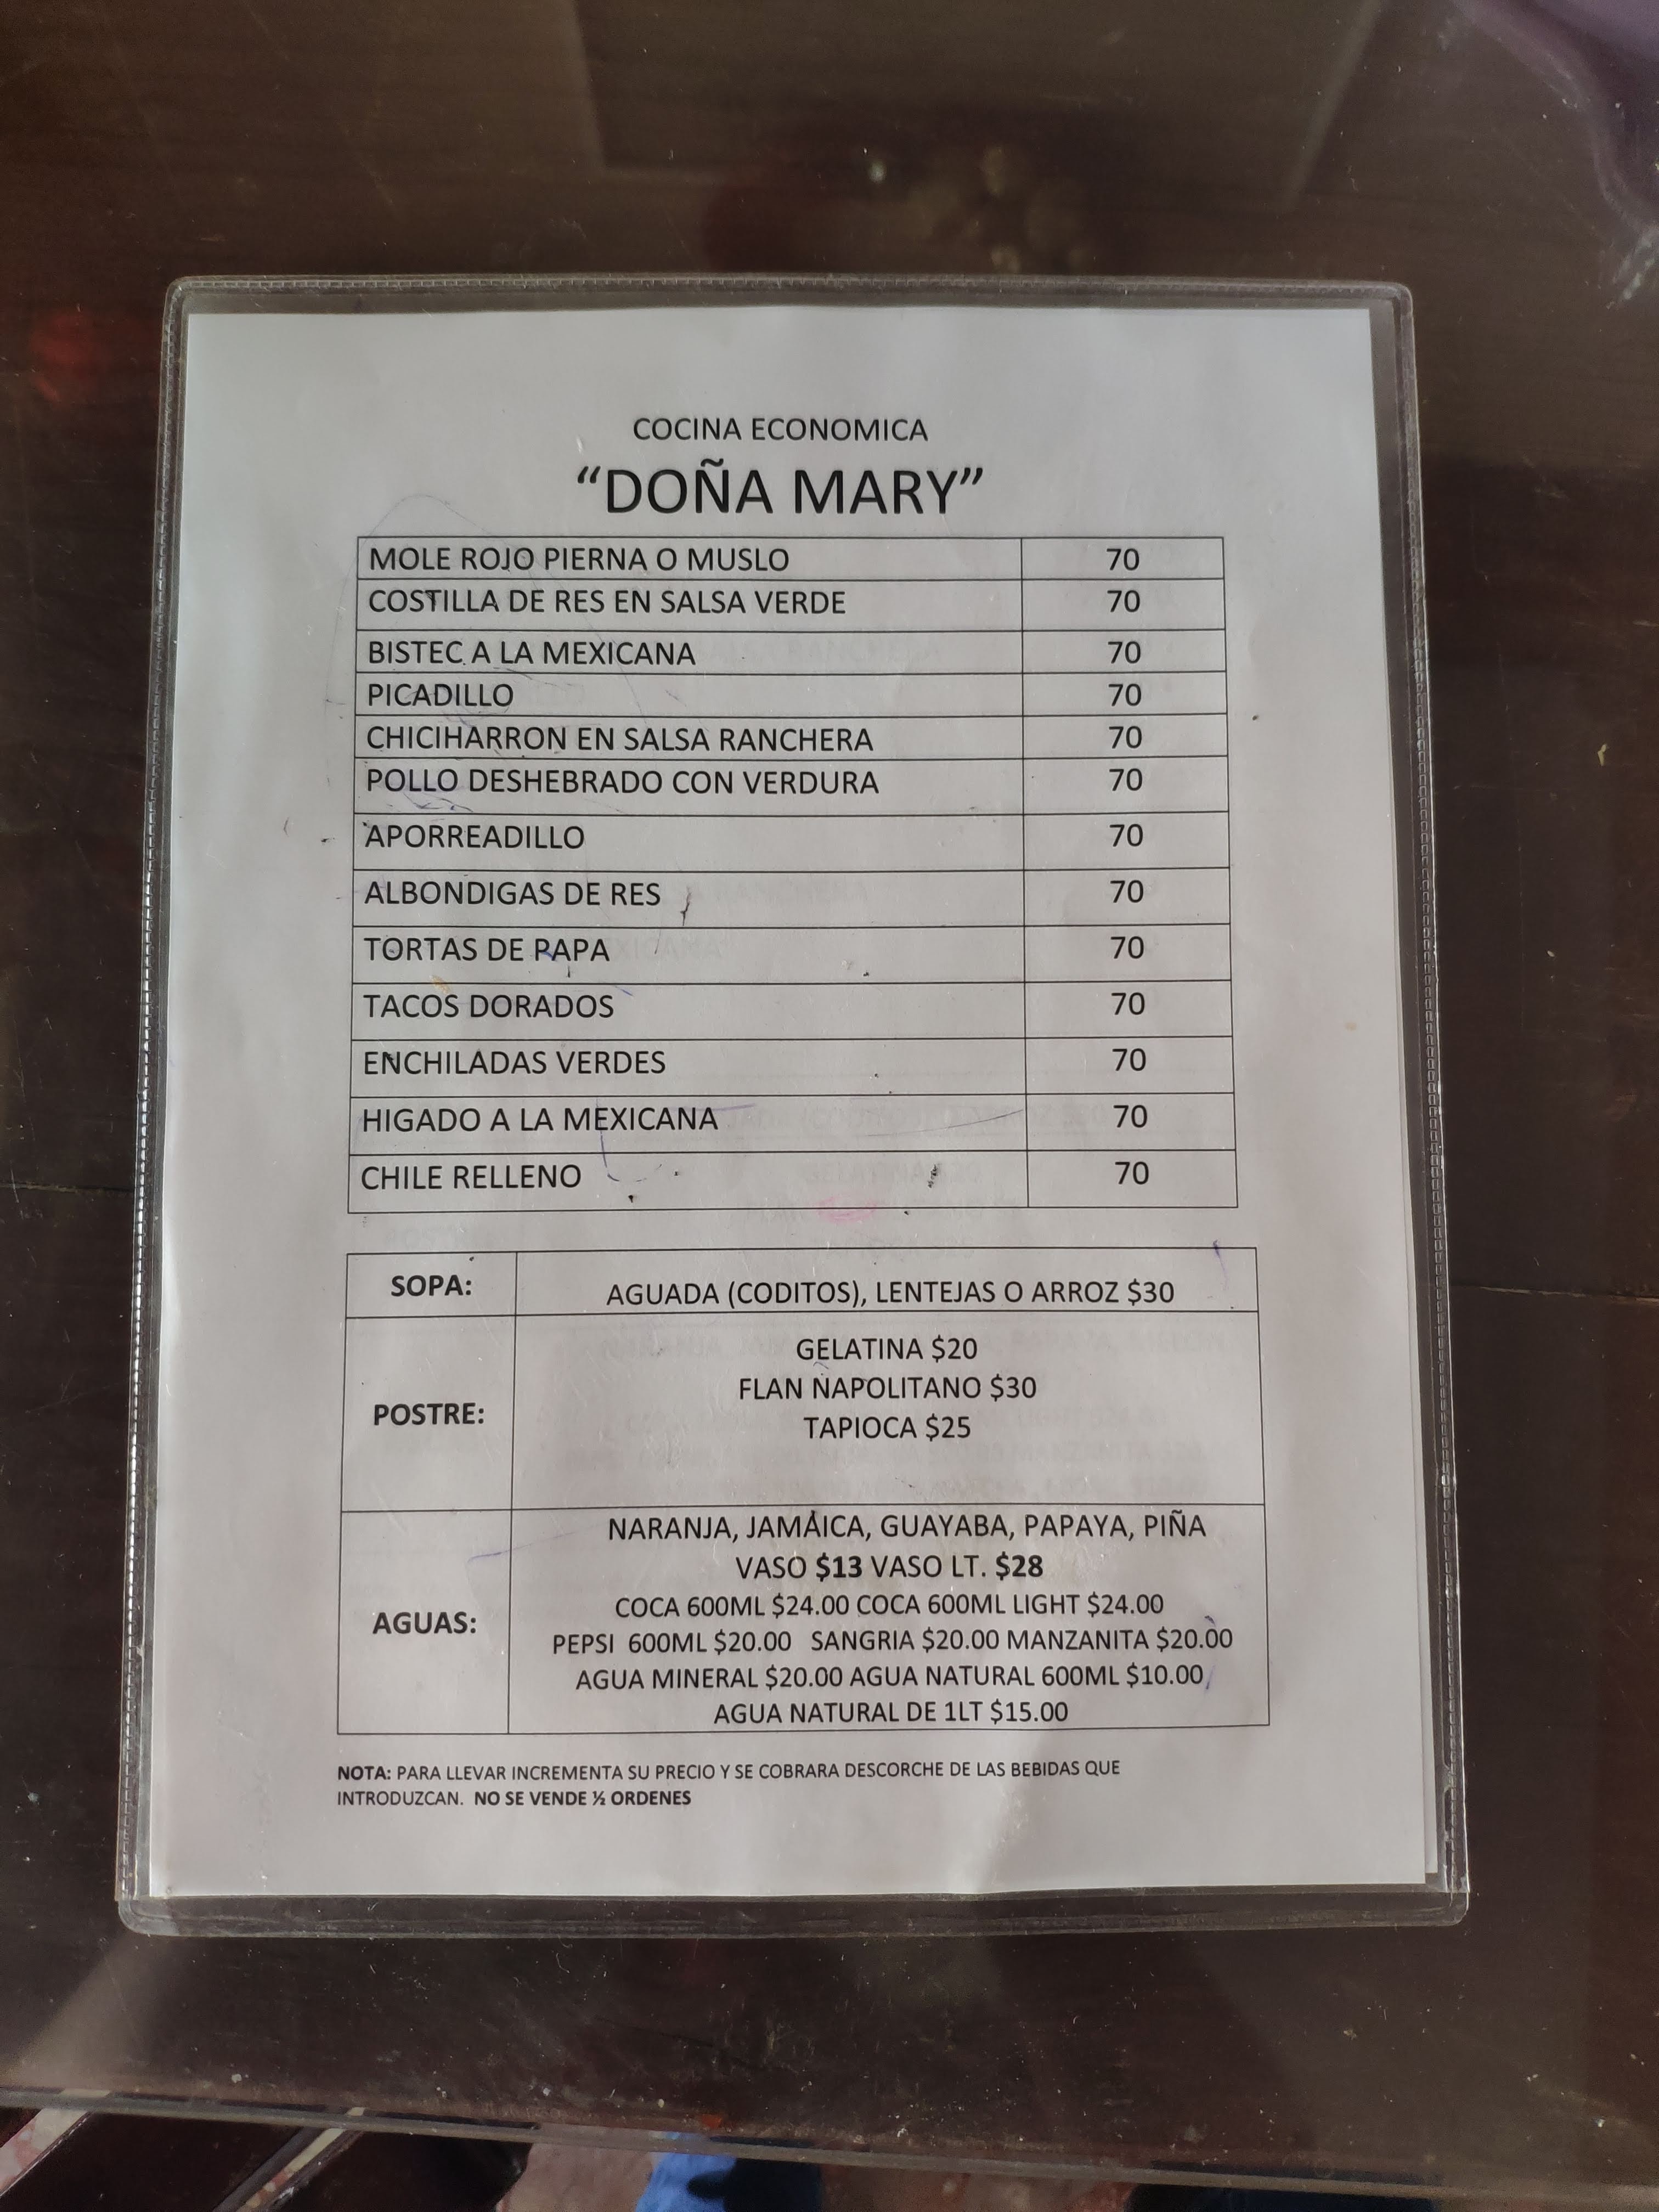 COCINA ECONOMICA
“DOÑA MARY”
MOLE ROJO PIERNA O MUSLO 70
COSTILLA DE RES EN SALSA VERDE 70
BISTEC A LA MEXICANA 70
PICADILLO 70
CHICIHARRON EN SALSA RANCHERA 70
POLLO DESHEBRADO CON VERDURA 70
APORREADILLO 70
ALBONDIGAS DE RES 70
TORTAS DE PAPA 70
TACOS DORADOS 70
ENCHILADAS VERDES 70
HIGADO A LA MEXICANA 70
CHILE RELLENO 70
SOPA: AGUADA (CODITOS), LENTEJAS O ARROZ $30
POSTRE:
GELATINA $20
FLAN NAPOLITANO $30
TAPIOCA $25
AGUAS:
NARANJA, JAMAICA, GUAYABA, PAPAYA, PIÑA
VASO $13 VASO LT. $28
COCA 600ML $24.00 COCA 600ML LIGHT $24.00
PEPSI 600ML $20.00 SANGRIA $20.00 MANZANITA $20.00
AGUA MINERAL $20.00 AGUA NATURAL 600ML $10.00
AGUA NATURAL DE 1LT $15.00
NOTA: PARA LLEVAR INCREMENTA SU PRECIO Y SE COBRARA DESCORCHE DE LAS BEBIDAS QUE
INTRODUZCAN. NO SE VENDE ½ ORDENES